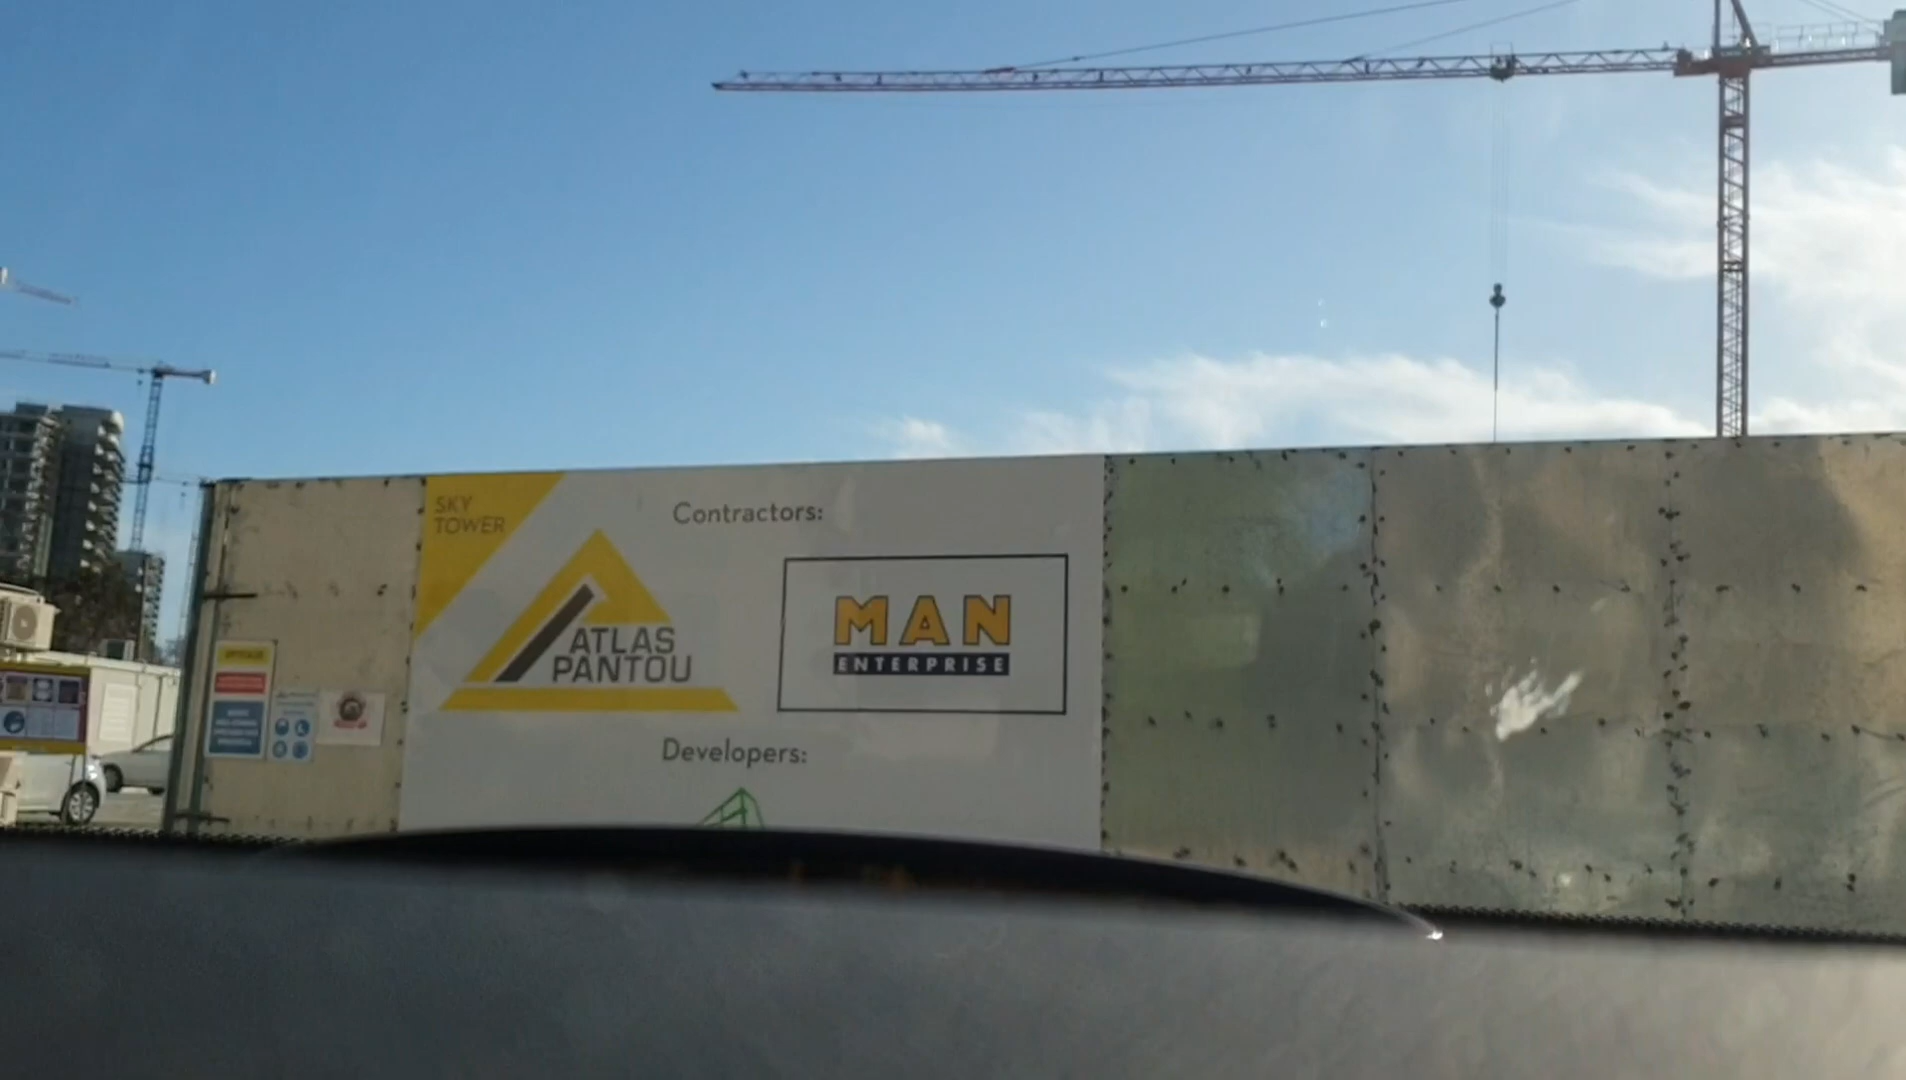 SKY
TOWER
Contractors:
ATLAS
PANTOU
MAN
ENTERPRISE
Developers: